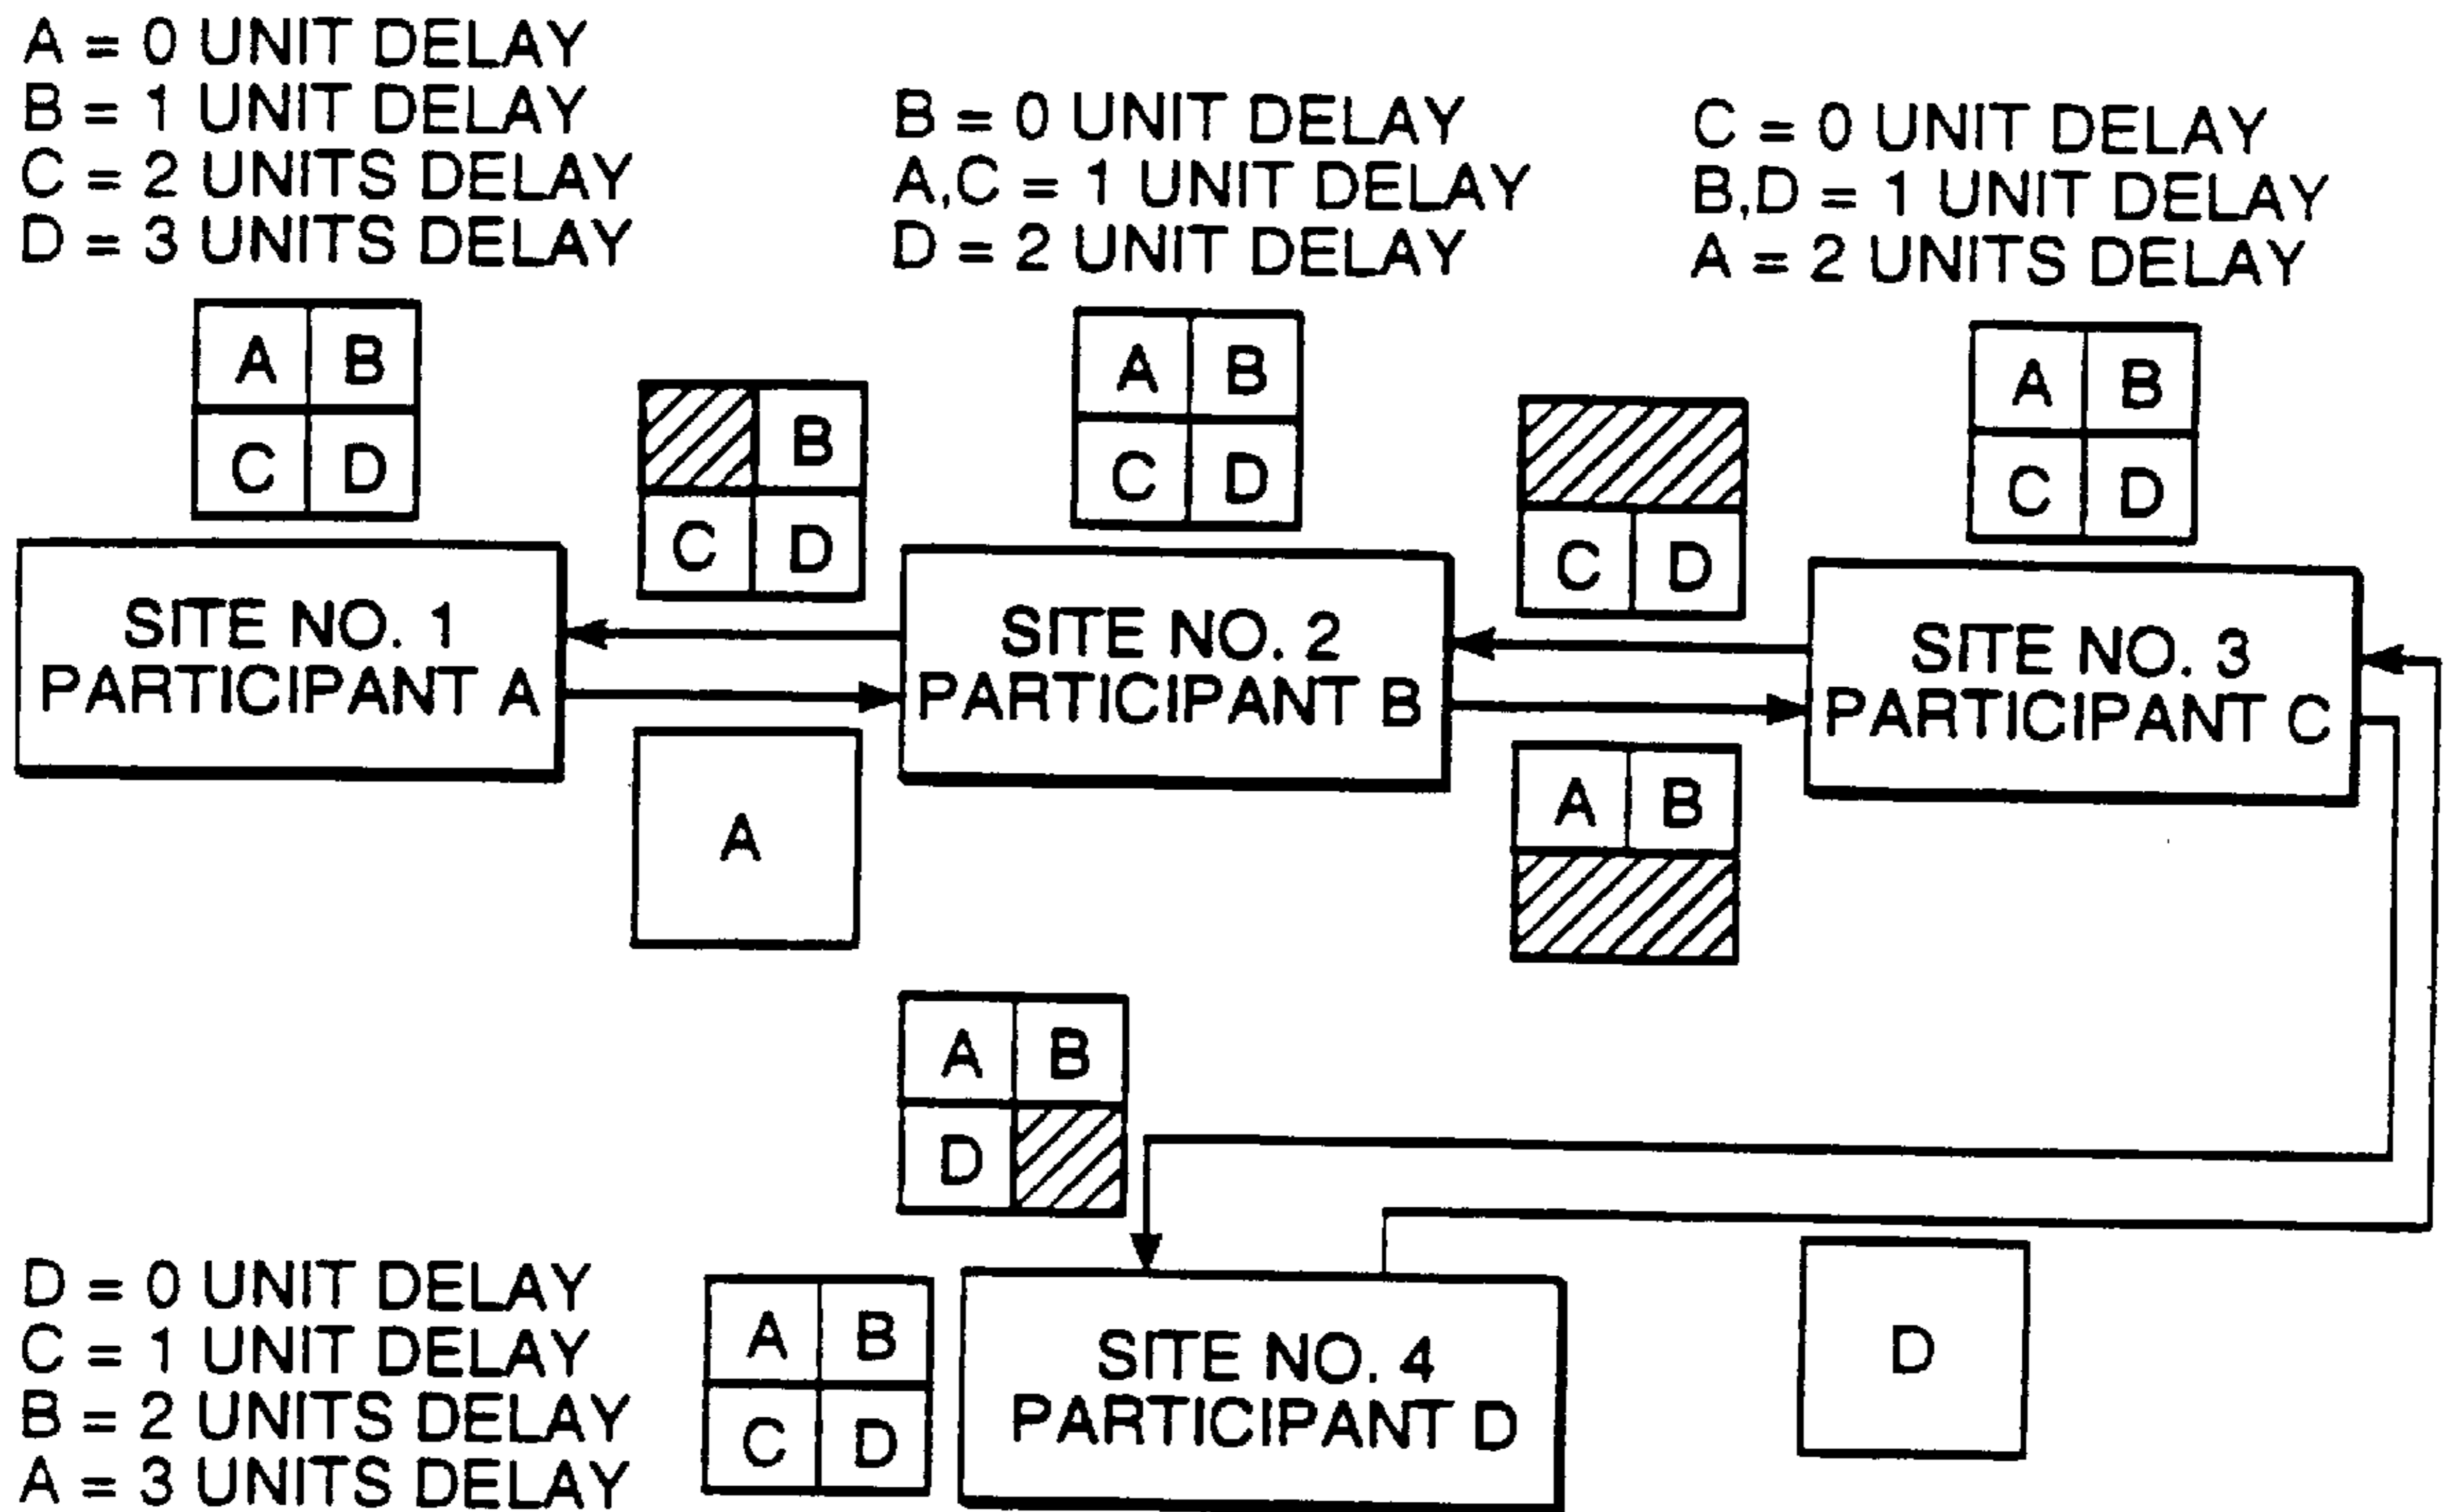 A = 0 UNIT DELAY
B = 1 UNIT DELAY
C = 2 UNITS DELAY
D = 3 UNITS DELAY
B = 0 UNIT DELAY
A,C = 1 UNIT DELAY
D = 2 UNIT DELAY
C = 0 UNIT DELAY
B,D = 1 UNIT DELAY
A = 2 UNITS DELAY
A B
C D
B
C D
A B
C D
C D
A B
C D
SITE NO. 1
PARTICIPANT A
SITE NO. 2
PARTICIPANT B
SITE NO. 3
PARTICIPANT C
A
A B
A B
D
D = 0 UNIT DELAY
C = 1 UNIT DELAY
B = 2 UNITS DELAY
A = 3 UNITS DELAY
A B
C D
SITE NO. 4
PARTICIPANT D
D